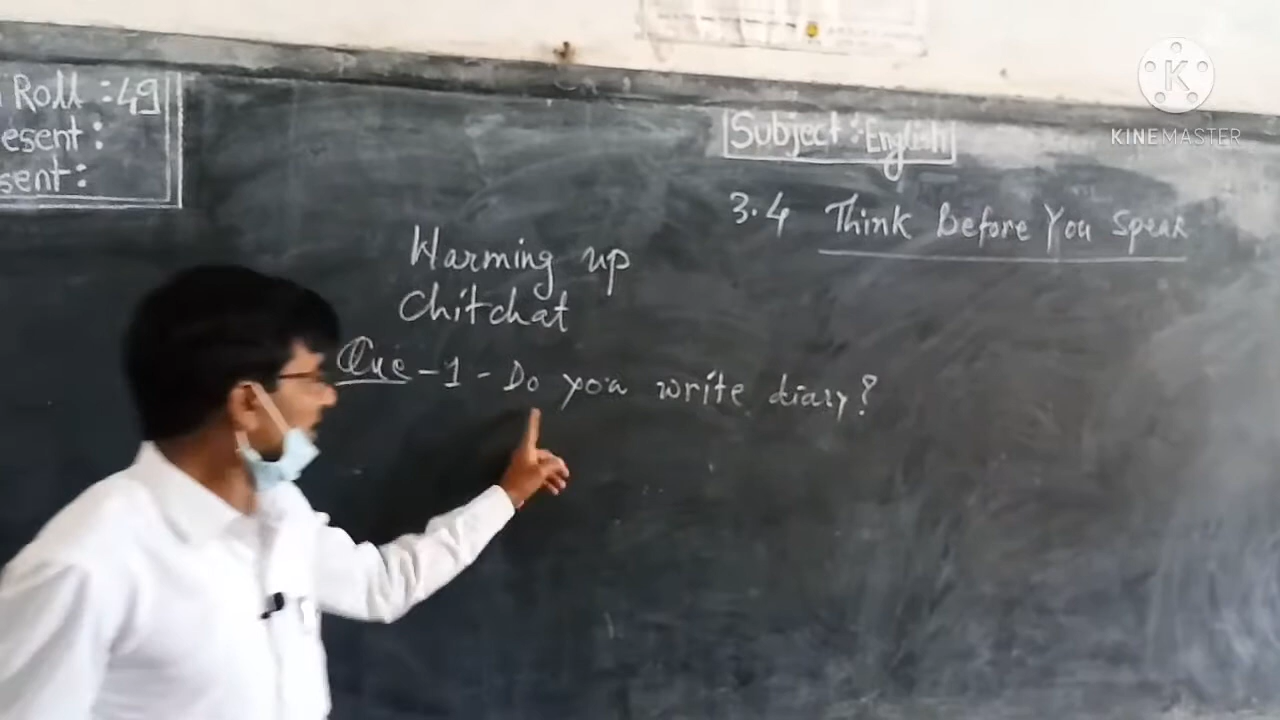 Roll : 49
esent :
sent :
Subject : English
3.4 Think Before You Speak
Warming up
Chitchat
Que - 1 - Do you write diary?
K
KINEMASTER